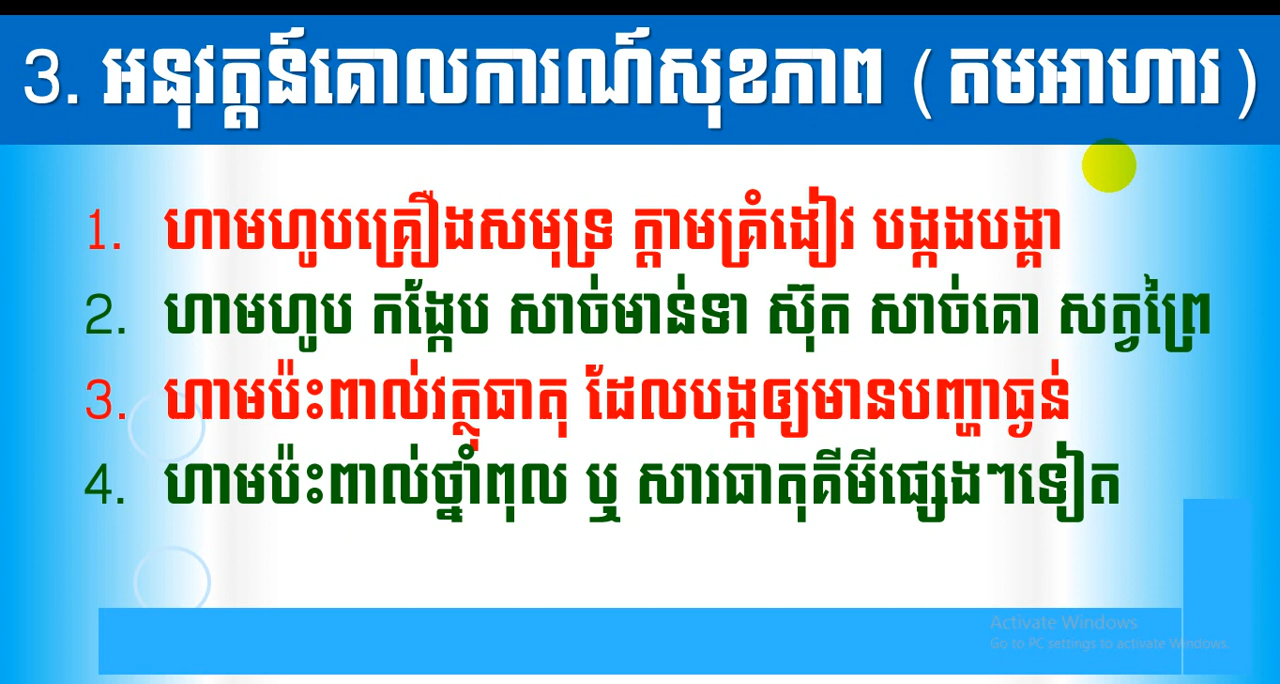 3. អនុវត្តន៍គោលការណ៍សុខភាព ( តមអាហារ )
1. ហាមហូបគ្រឿងសមុទ្រ ក្តាមគ្រំងៀវ បង្កងបង្គា
2. ហាមហូប កង្កែប សាច់មាន់ទា ស៊ុត សាច់គោ សត្វព្រៃ
3. ហាមប៉ះពាល់វត្ថុធាតុ ដែលបង្កឲ្យមានបញ្ហាធ្ងន់
4. ហាមប៉ះពាល់ថ្នាំពុល ឬ សារធាតុគីមីផ្សេងៗទៀត
Activate Windows
Go to PC settings to activate Windows.